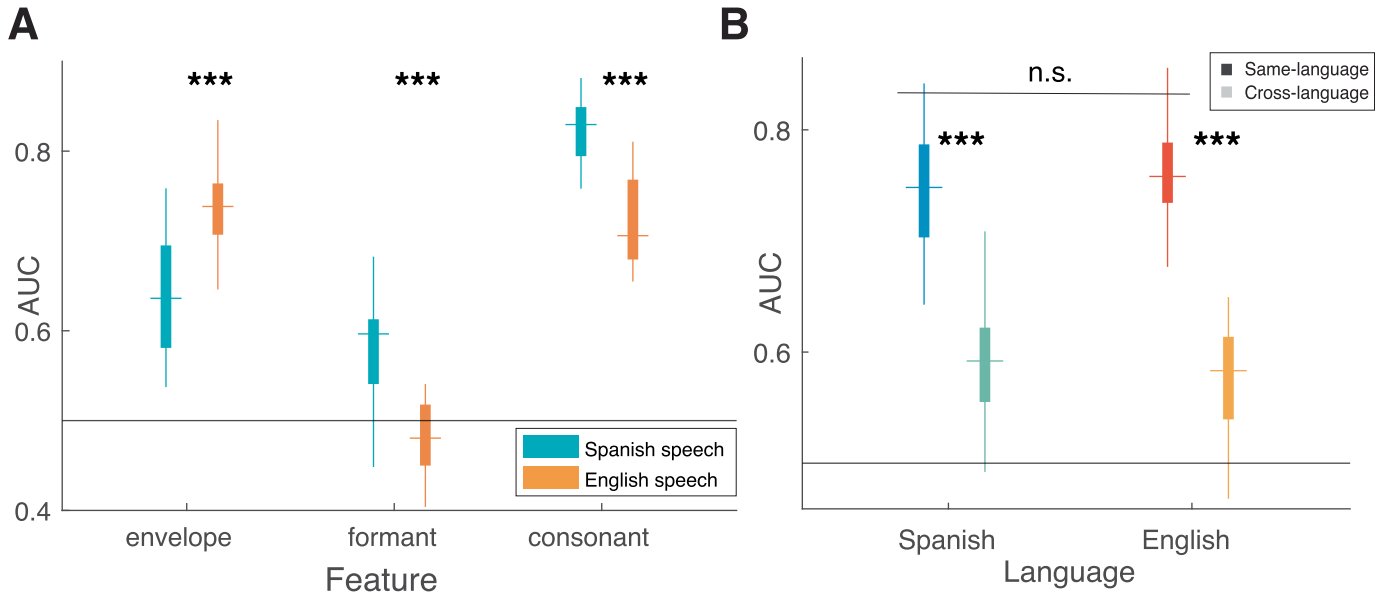 A
***
***
***
0.8
0.6
0.4
AUC
Spanish speech
English speech
envelope
formant
consonant
Feature
B
n.s.
Same-language
Cross-language
***
***
0.8
0.6
AUC
Spanish
English
Language